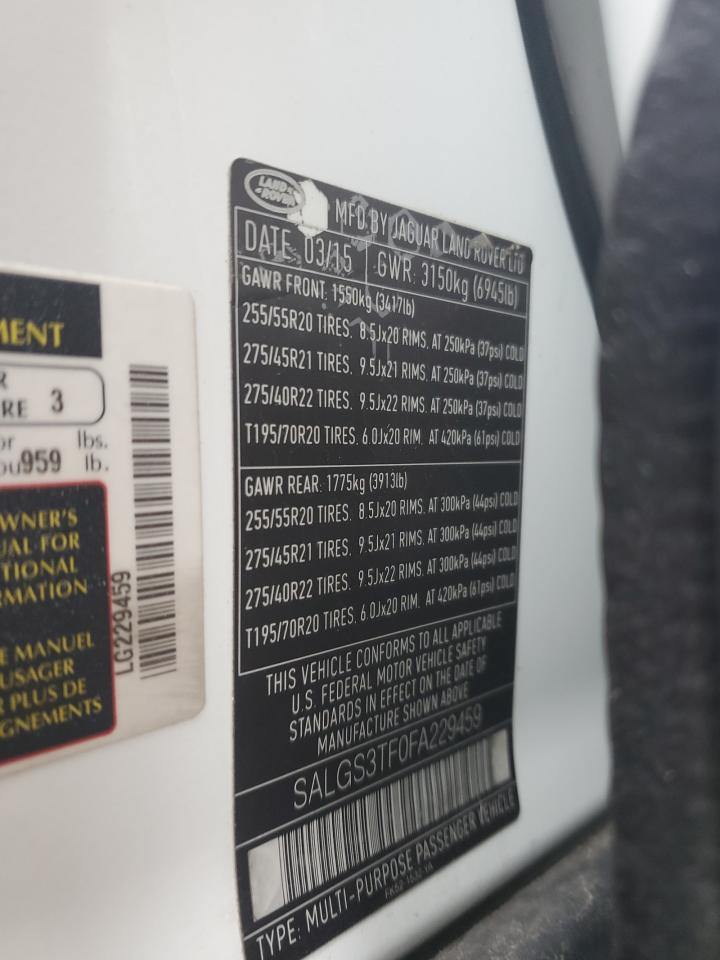 MENT
R
RE 3
or lbs.
ou959 lb.
WNER'S
UAL FOR
TIONAL
RMATION
E MANUEL
USAGER
R PLUS DE
GNEMENTS
LG229459
LAND ROVER
MFD BY JAGUAR LAND ROVER LTD
DATE 03/15 GWR: 3150kg (6945lb)
GAWR FRONT: 1550kg (3417lb)
255/55R20 TIRES. 8.5Jx20 RIMS. AT 250kPa (37psi) COLD
275/45R21 TIRES. 9.5Jx21 RIMS. AT 250kPa (37psi) COLD
275/40R22 TIRES. 9.5Jx22 RIMS. AT 250kPa (37psi) COLD
T195/70R20 TIRES. 6.0Jx20 RIM. AT 420kPa (61psi) COLD
GAWR REAR: 1775kg (3913lb)
255/55R20 TIRES. 8.5Jx20 RIMS. AT 300kPa (44psi) COLD
275/45R21 TIRES. 9.5Jx21 RIMS. AT 300kPa (44psi) COLD
275/40R22 TIRES. 9.5Jx22 RIMS. AT 300kPa (44psi) COLD
T195/70R20 TIRES. 6.0Jx20 RIM. AT 420kPa (61psi) COLD
THIS VEHICLE CONFORMS TO ALL APPLICABLE
U.S. FEDERAL MOTOR VEHICLE SAFETY
STANDARDS IN EFFECT ON THE DATE OF
MANUFACTURE SHOWN ABOVE
SALGS3TF0FA229459
TYPE: MULTI-PURPOSE PASSENGER VEHICLE